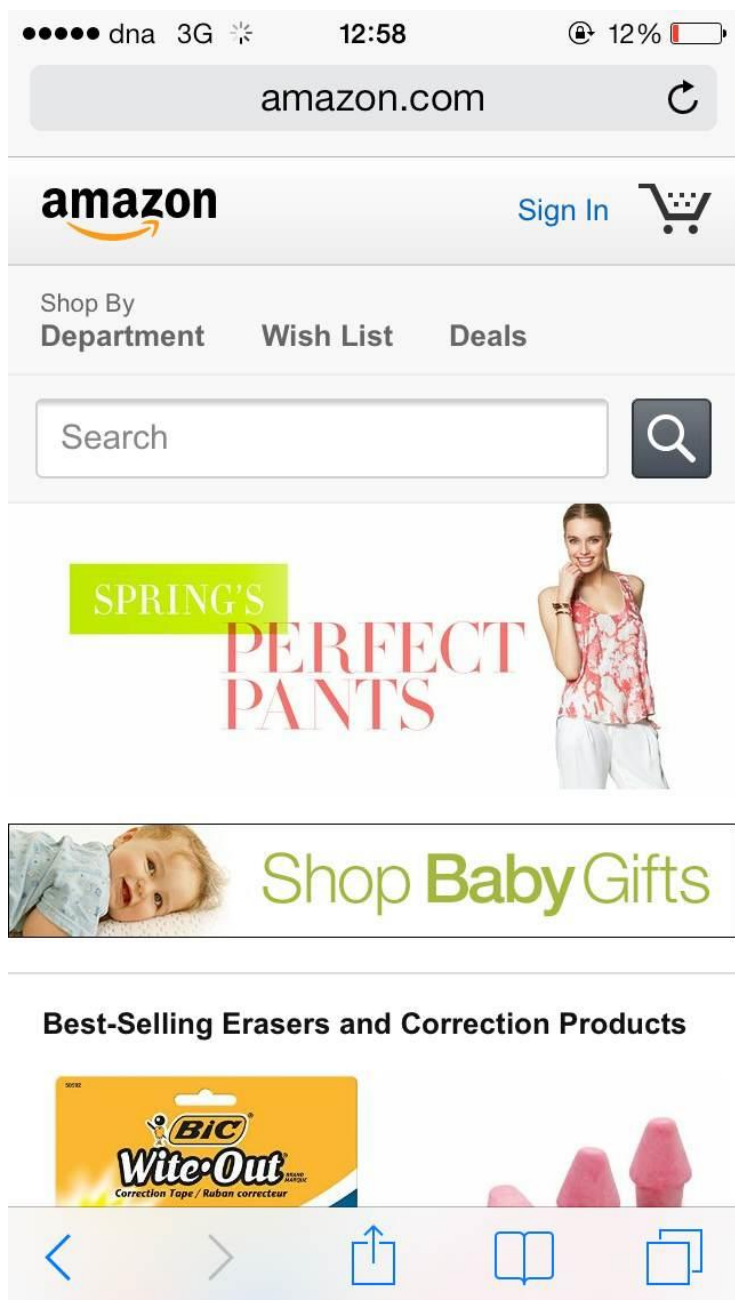 dna 3G 12:58 12%
amazon.com
amazon Sign In
Shop By
Department Wish List Deals
Search
SPRING'S
PERFECT
PANTS
Shop Baby Gifts
Best-Selling Erasers and Correction Products
BiC
Wite·Out
Correction Tape / Ruban correcteur